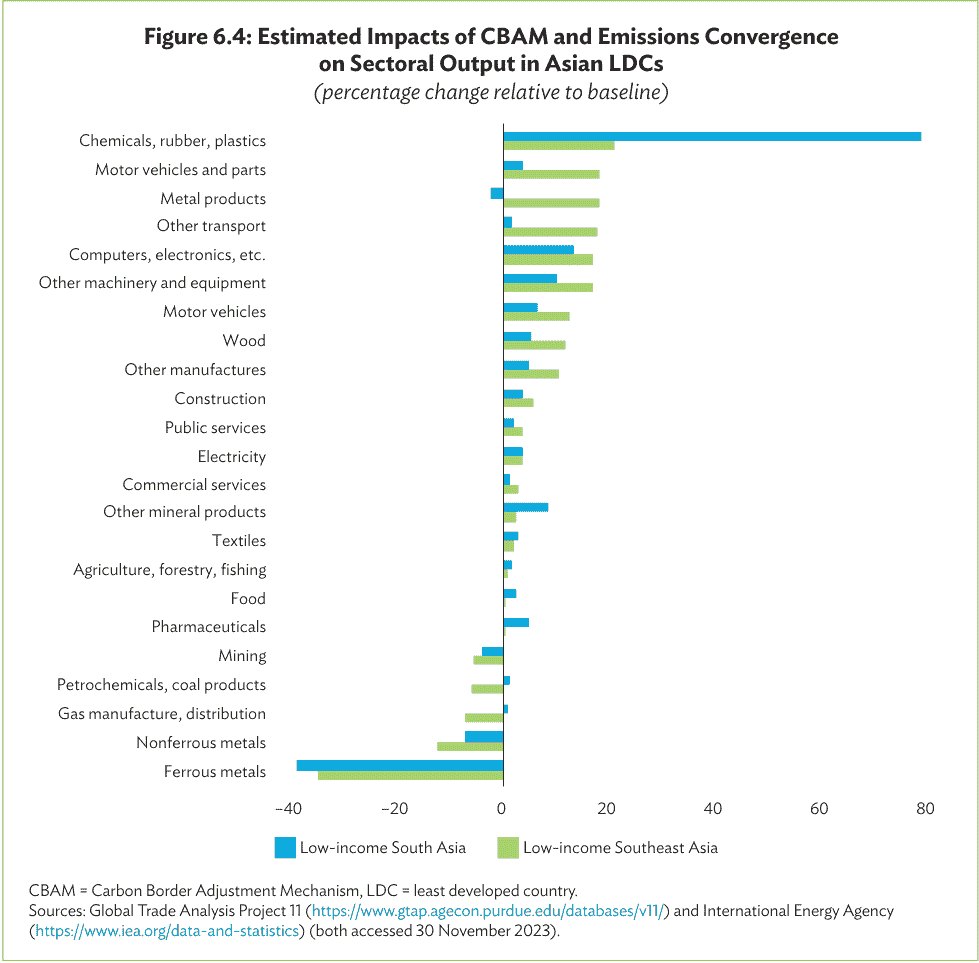 Figure 6.4: Estimated Impacts of CBAM and Emissions Convergence
on Sectoral Output in Asian LDCs
(percentage change relative to baseline)
Chemicals, rubber, plastics
Motor vehicles and parts
Metal products
Other transport
Computers, electronics, etc.
Other machinery and equipment
Motor vehicles
Wood
Other manufactures
Construction
Public services
Electricity
Commercial services
Other mineral products
Textiles
Agriculture, forestry, fishing
Food
Pharmaceuticals
Mining
Petrochemicals, coal products
Gas manufacture, distribution
Nonferrous metals
Ferrous metals
–40 –20 0 20 40 60 80
Low-income South Asia Low-income Southeast Asia
CBAM = Carbon Border Adjustment Mechanism, LDC = least developed country.
Sources: Global Trade Analysis Project 11 (https://www.gtap.agecon.purdue.edu/databases/v11/) and International Energy Agency
(https://www.iea.org/data-and-statistics) (both accessed 30 November 2023).